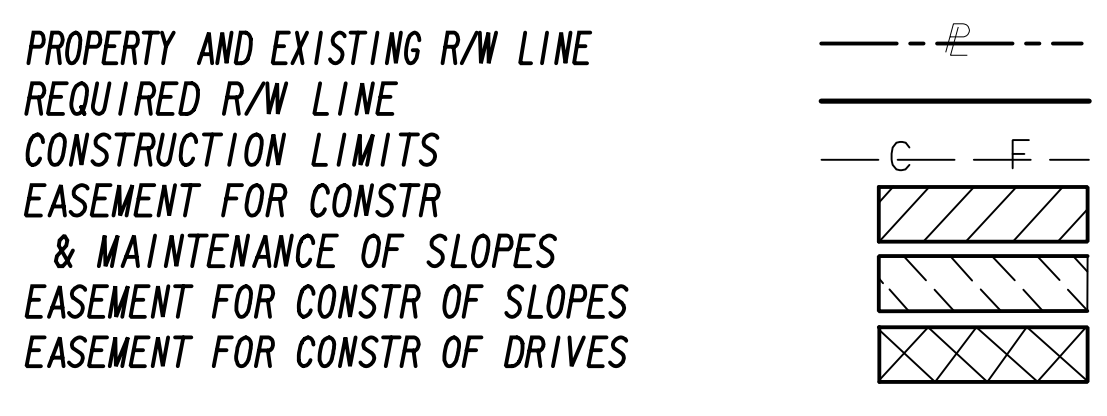 PROPERTY AND EXISTING R/W LINE ℄
REQUIRED R/W LINE
CONSTRUCTION LIMITS C F
EASEMENT FOR CONSTR
& MAINTENANCE OF SLOPES
EASEMENT FOR CONSTR OF SLOPES
EASEMENT FOR CONSTR OF DRIVES